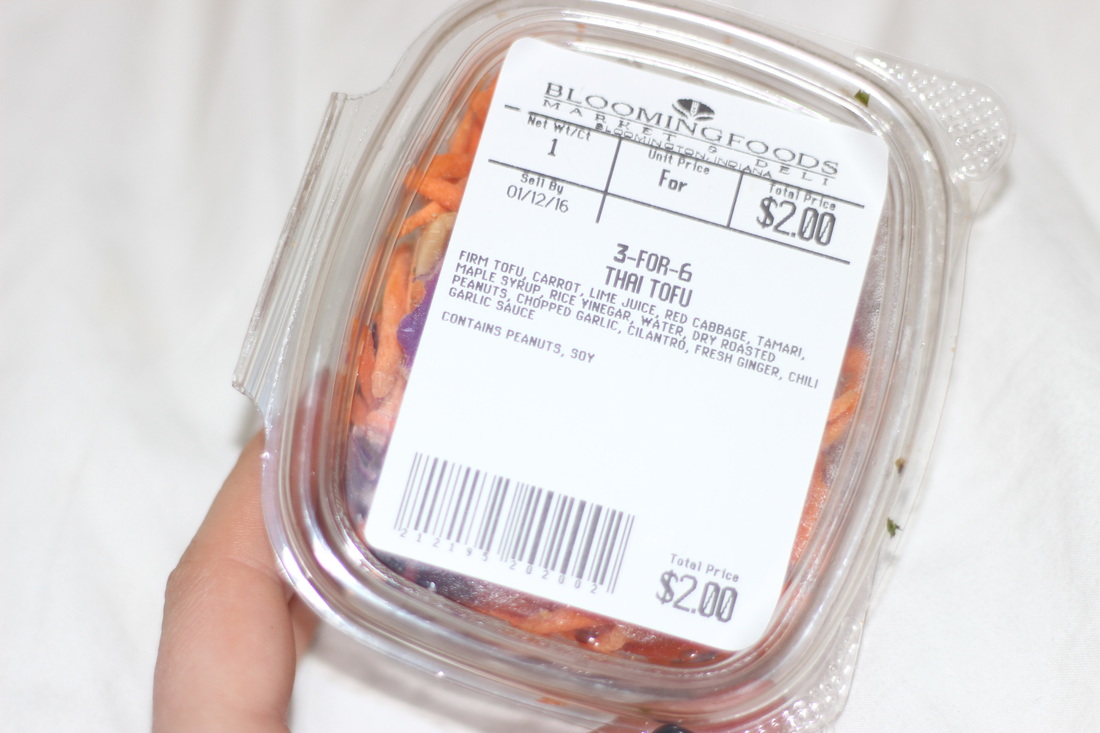 BLOOMINGFOODS
MARKET & DELI
BLOOMINGTON, INDIANA
Net Wt/Ct
1
Unit Price
For
Total Price
$2.00
Sell By
01/12/16
3-FOR-6
THAI TOFU
FIRM TOFU, CARROT, LIME JUICE, RED CABBAGE, TAMARI,
MAPLE SYRUP, RICE VINEGAR, WATER, DRY ROASTED
PEANUTS, CHOPPED GARLIC, CILANTRO, FRESH GINGER, CHILI
GARLIC SAUCE
CONTAINS PEANUTS, SOY
212195 202002
Total Price
$2.00